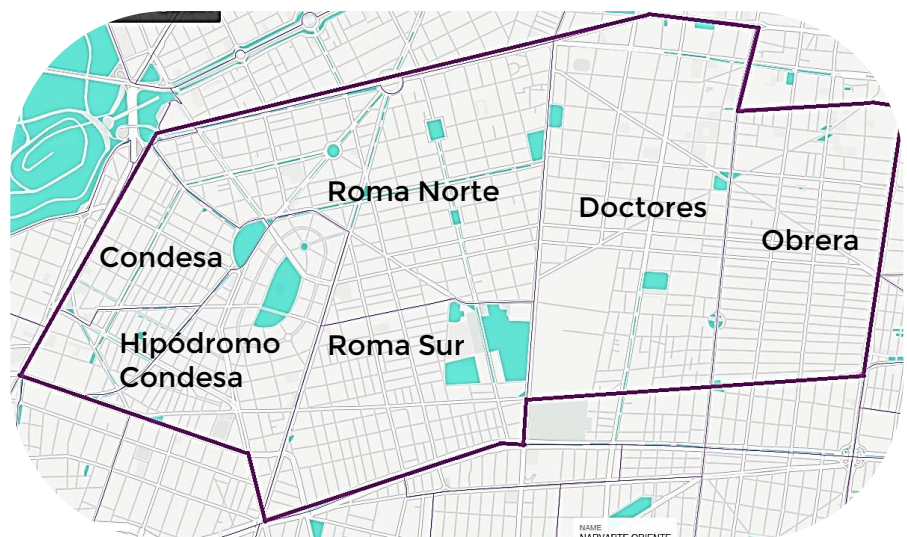 Roma Norte
Doctores
Obrera
Condesa
Hipódromo
Condesa
Roma Sur
NAME
NARVARTE ORIENTE